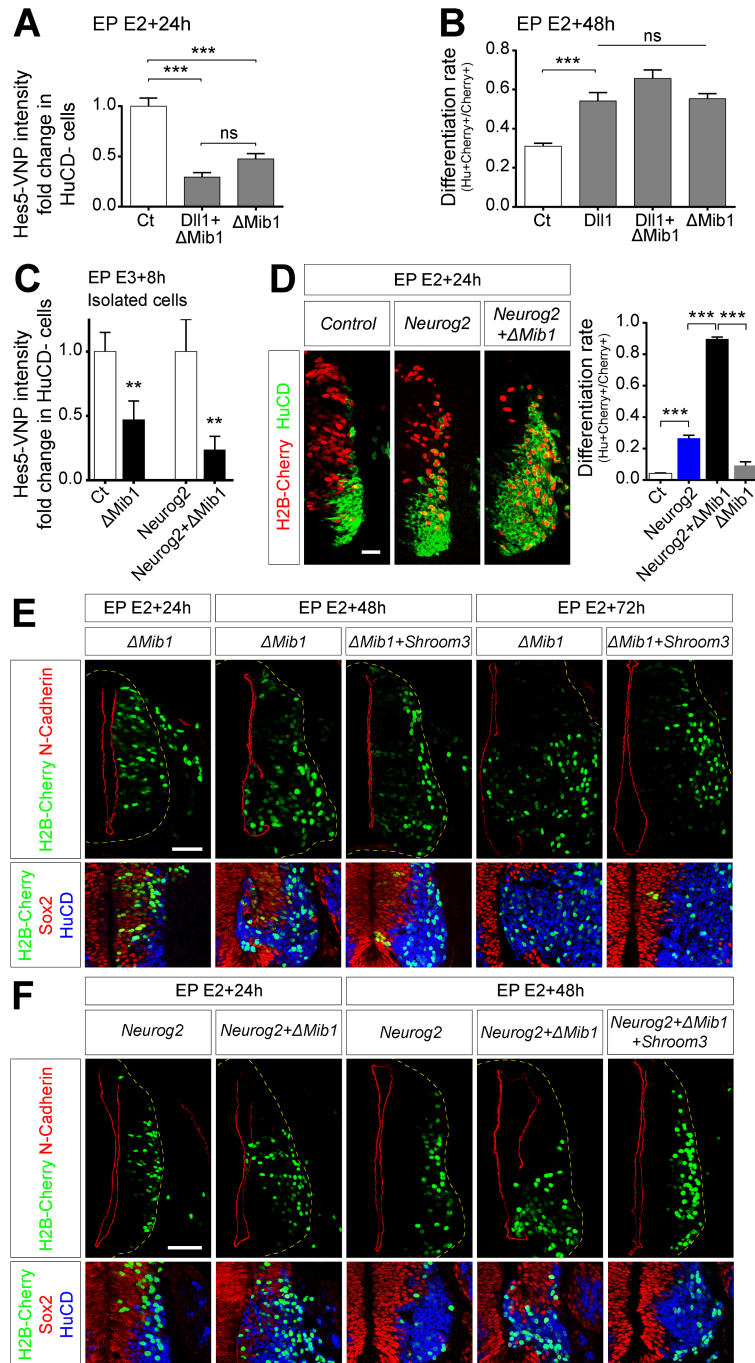 A
EP E2+24h
***
***
ns
Hes5-VNP intensity
fold change in
HuCD- cells
1.0
0.5
0.0
Ct
Dll1+
ΔMib1
ΔMib1
B
EP E2+48h
ns
***
Differentiation rate
(Hu+Cherry+/Cherry+)
0.8
0.6
0.4
0.2
0.0
Ct
Dll1
Dll1+
ΔMib1
ΔMib1
C
EP E3+8h
Isolated cells
Hes5-VNP intensity
fold change in HuCD- cells
1.0
0.5
0.0
**
**
Ct
ΔMib1
Neurog2
Neurog2+ΔMib1
D
EP E2+24h
Control
Neurog2
Neurog2
+ΔMib1
H2B-Cherry HuCD
Differentiation rate
(Hu+Cherry+/Cherry+)
1.0
0.8
0.6
0.4
0.2
0.0
***
*** ***
Ct
Neurog2
Neurog2+ΔMib1
ΔMib1
E
EP E2+24h
EP E2+48h
EP E2+72h
ΔMib1
ΔMib1
ΔMib1+Shroom3
ΔMib1
ΔMib1+Shroom3
H2B-Cherry N-Cadherin
H2B-Cherry
Sox2
HuCD
F
EP E2+24h
EP E2+48h
Neurog2
Neurog2+ΔMib1
Neurog2
Neurog2+ΔMib1
Neurog2+ΔMib1
+Shroom3
H2B-Cherry N-Cadherin
H2B-Cherry
Sox2
HuCD